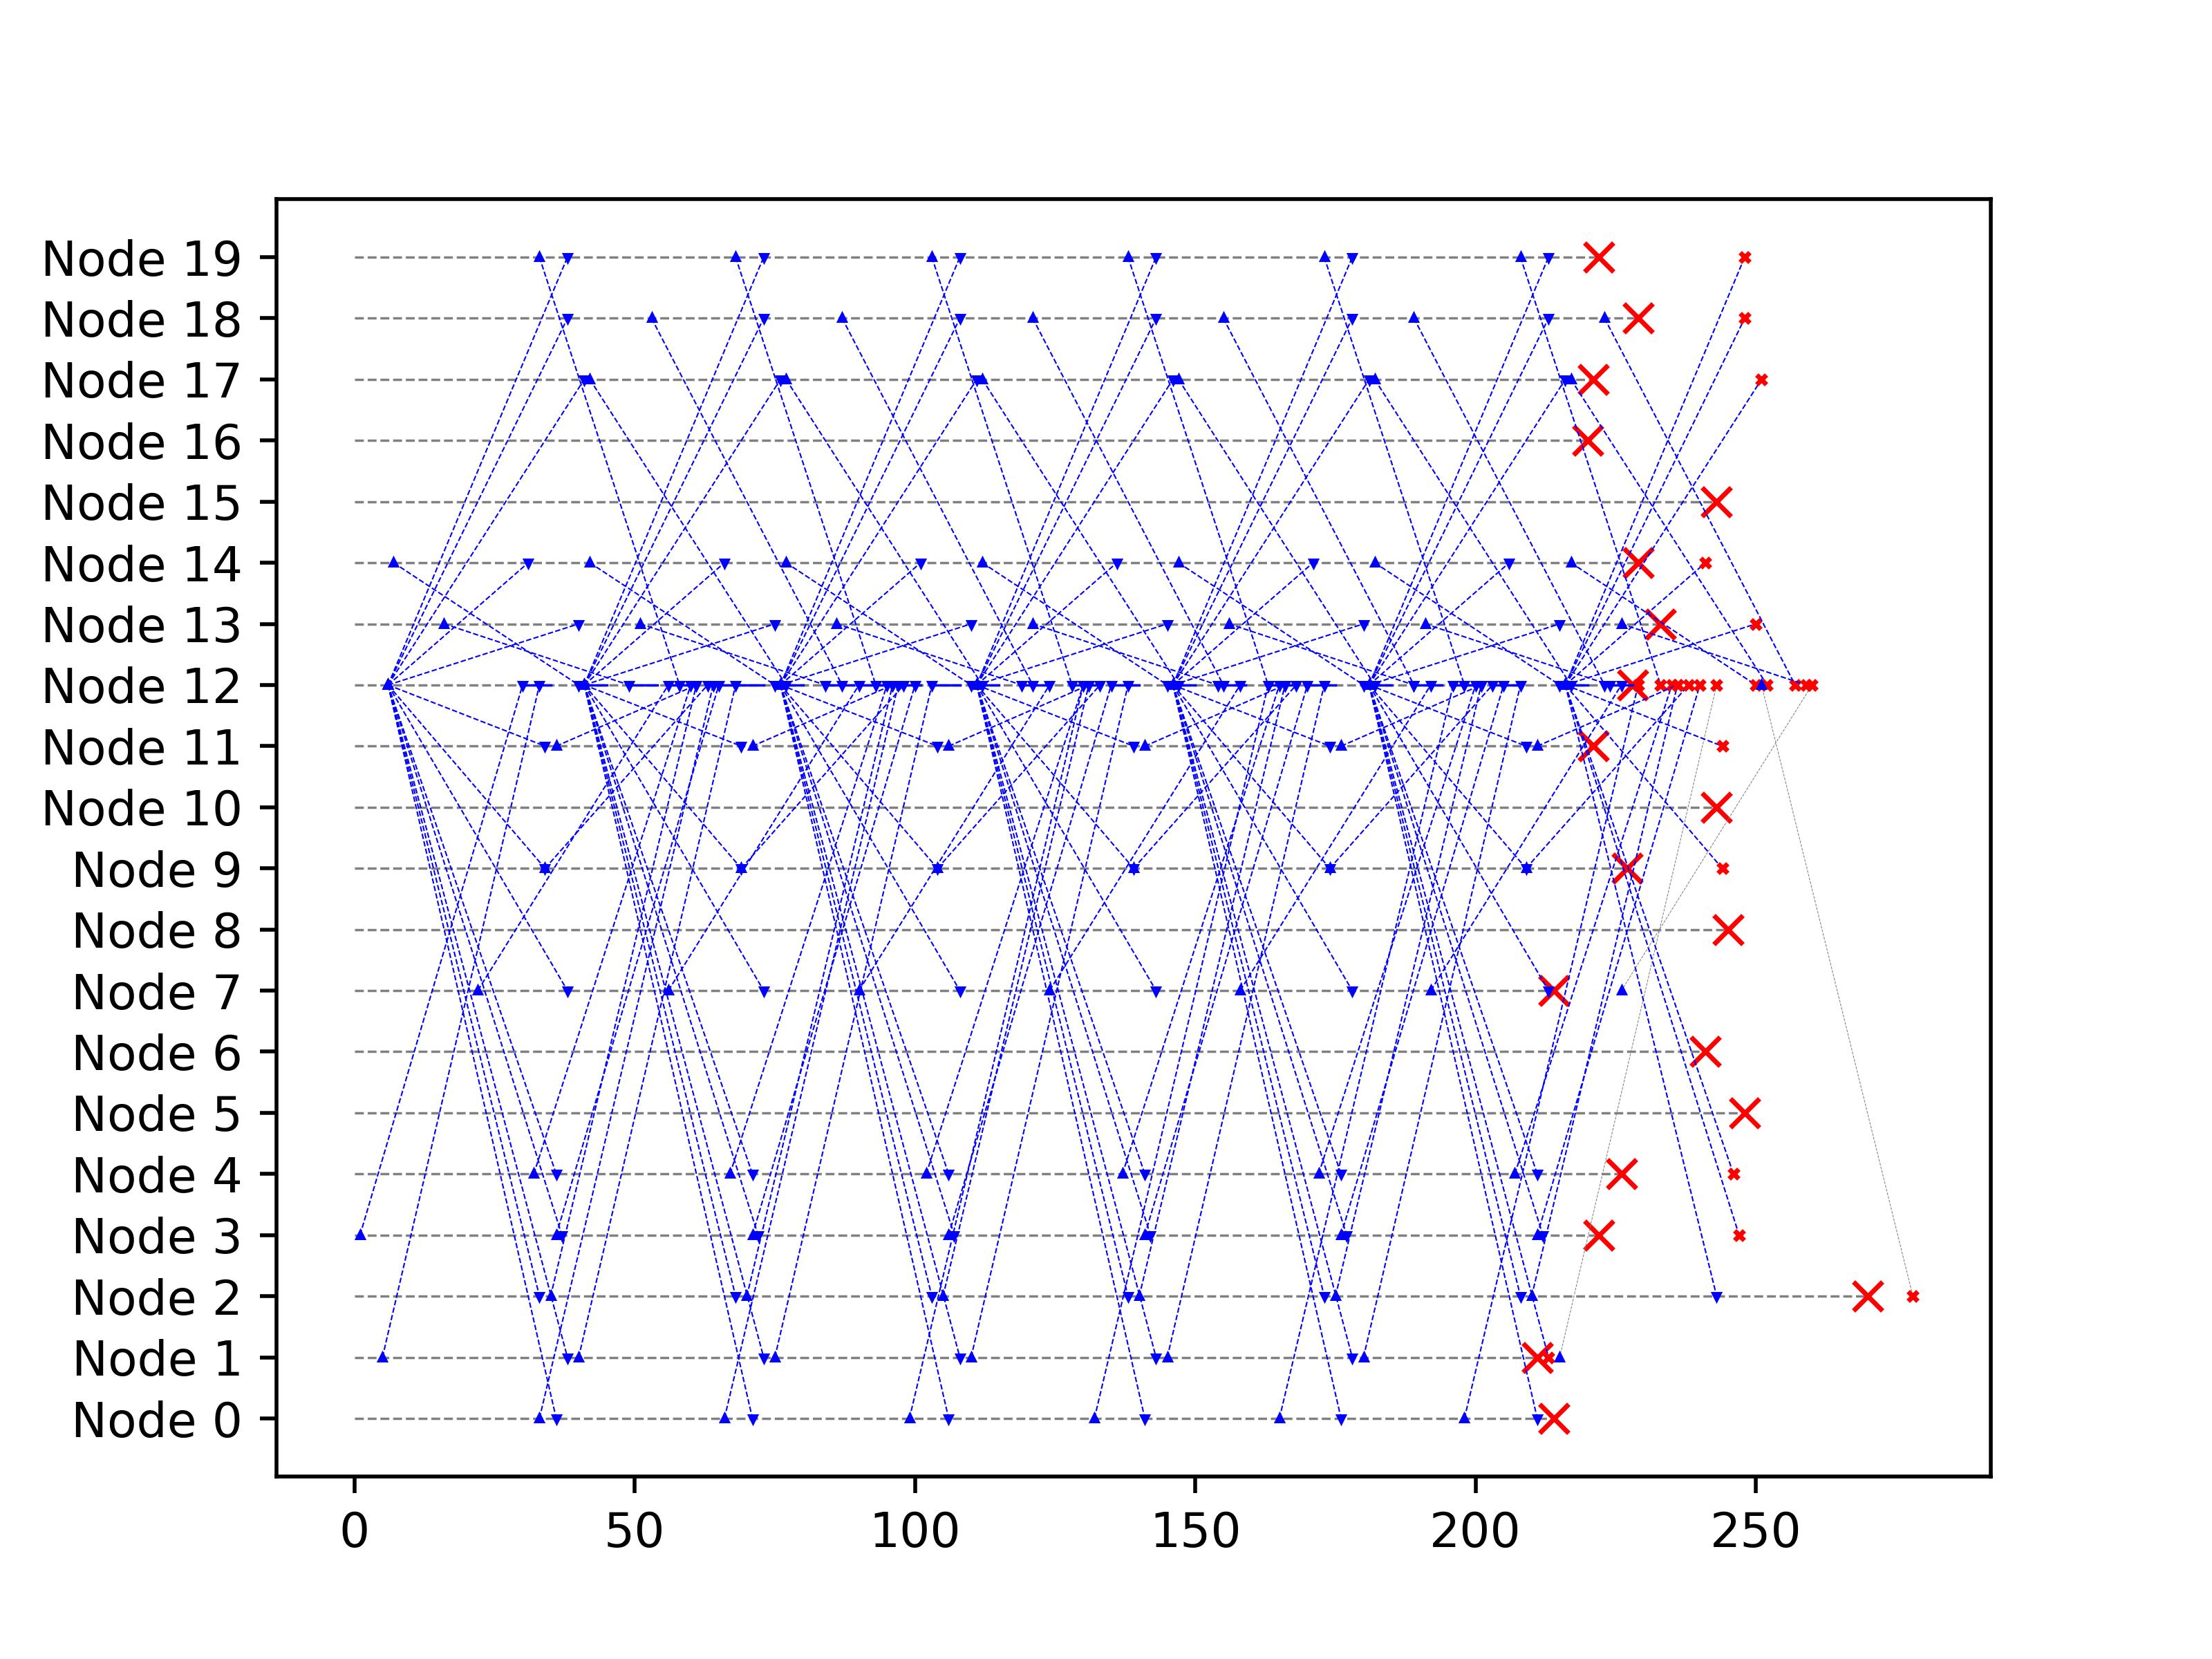 Node 19
Node 18
Node 17
Node 16
Node 15
Node 14
Node 13
Node 12
Node 11
Node 10
Node 9
Node 8
Node 7
Node 6
Node 5
Node 4
Node 3
Node 2
Node 1
Node 0
0 50 100 150 200 250